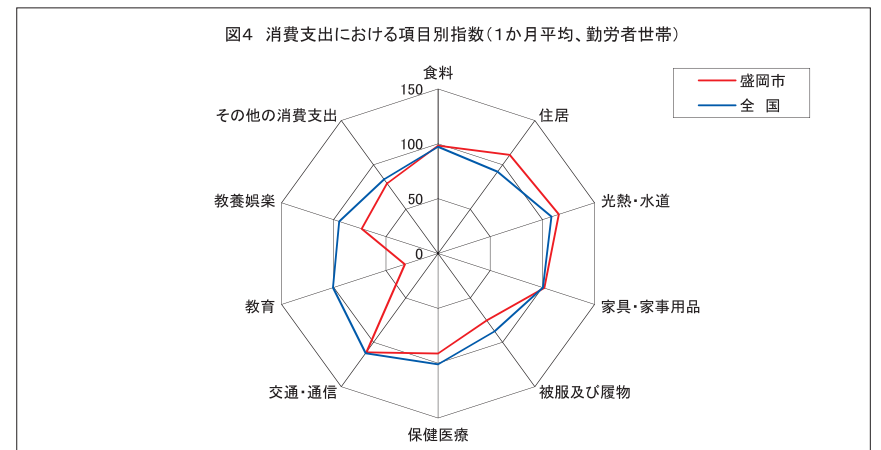 図4 消費支出における項目別指数(1か月平均、勤労者世帯)
食料
盛岡市
全 国
150
その他の消費支出
住居
100
教養娯楽
光熱・水道
50
0
教育
家具・家事用品
交通・通信
被服及び履物
保健医療